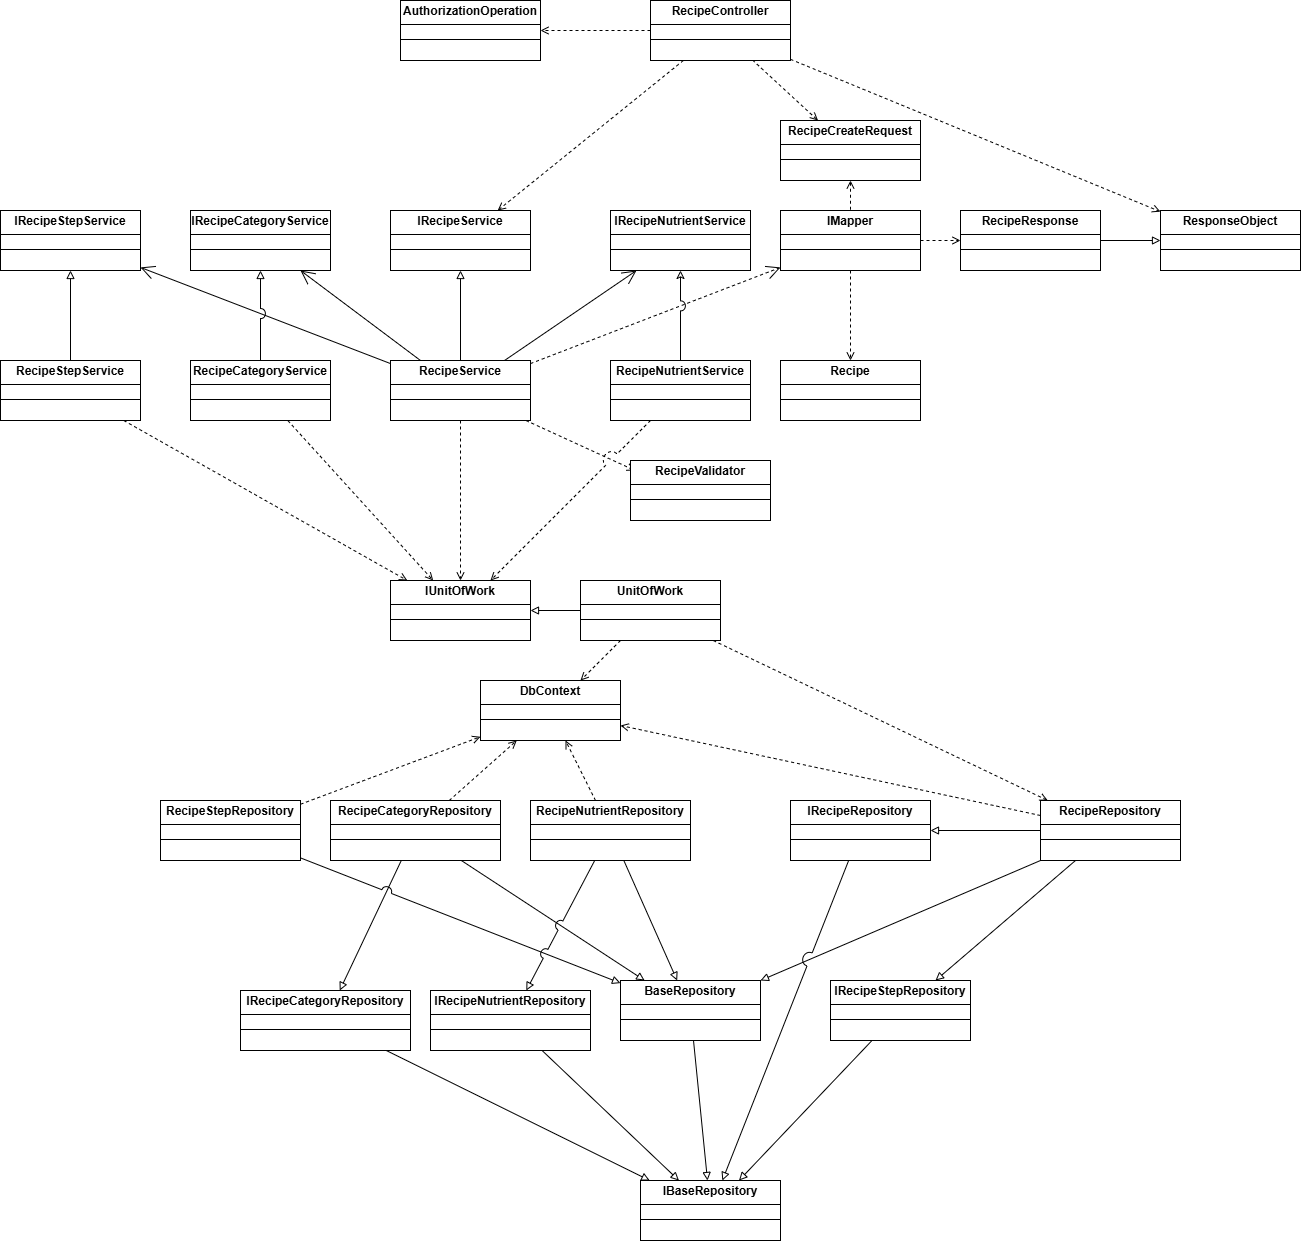 AuthorizationOperation
RecipeController
RecipeCreateRequest
IRecipeStepService
IRecipeCategoryService
IRecipeService
IRecipeNutrientService
IMapper
RecipeResponse
ResponseObject
RecipeStepService
RecipeCategoryService
RecipeService
RecipeNutrientService
Recipe
RecipeValidator
IUnitOfWork
UnitOfWork
DbContext
RecipeStepRepository
RecipeCategoryRepository
RecipeNutrientRepository
IRecipeRepository
RecipeRepository
IRecipeCategoryRepository
IRecipeNutrientRepository
BaseRepository
IRecipeStepRepository
IBaseRepository